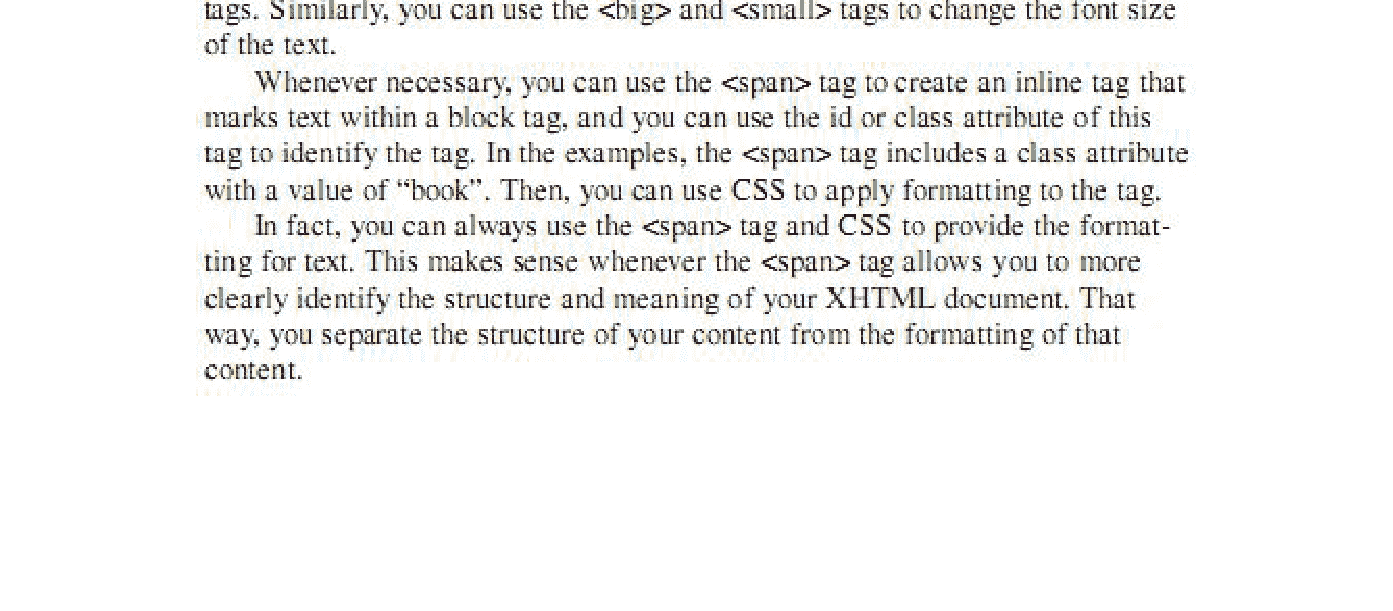 tags. Similarly, you can use the <big> and <small> tags to change the font size
of the text.
Whenever necessary, you can use the <span> tag to create an inline tag that
marks text within a block tag, and you can use the id or class attribute of this
tag to identify the tag. In the examples, the <span> tag includes a class attribute
with a value of “book”. Then, you can use CSS to apply formatting to the tag.
In fact, you can always use the <span> tag and CSS to provide the format-
ting for text. This makes sense whenever the <span> tag allows you to more
clearly identify the structure and meaning of your XHTML document. That
way, you separate the structure of your content from the formatting of that
content.